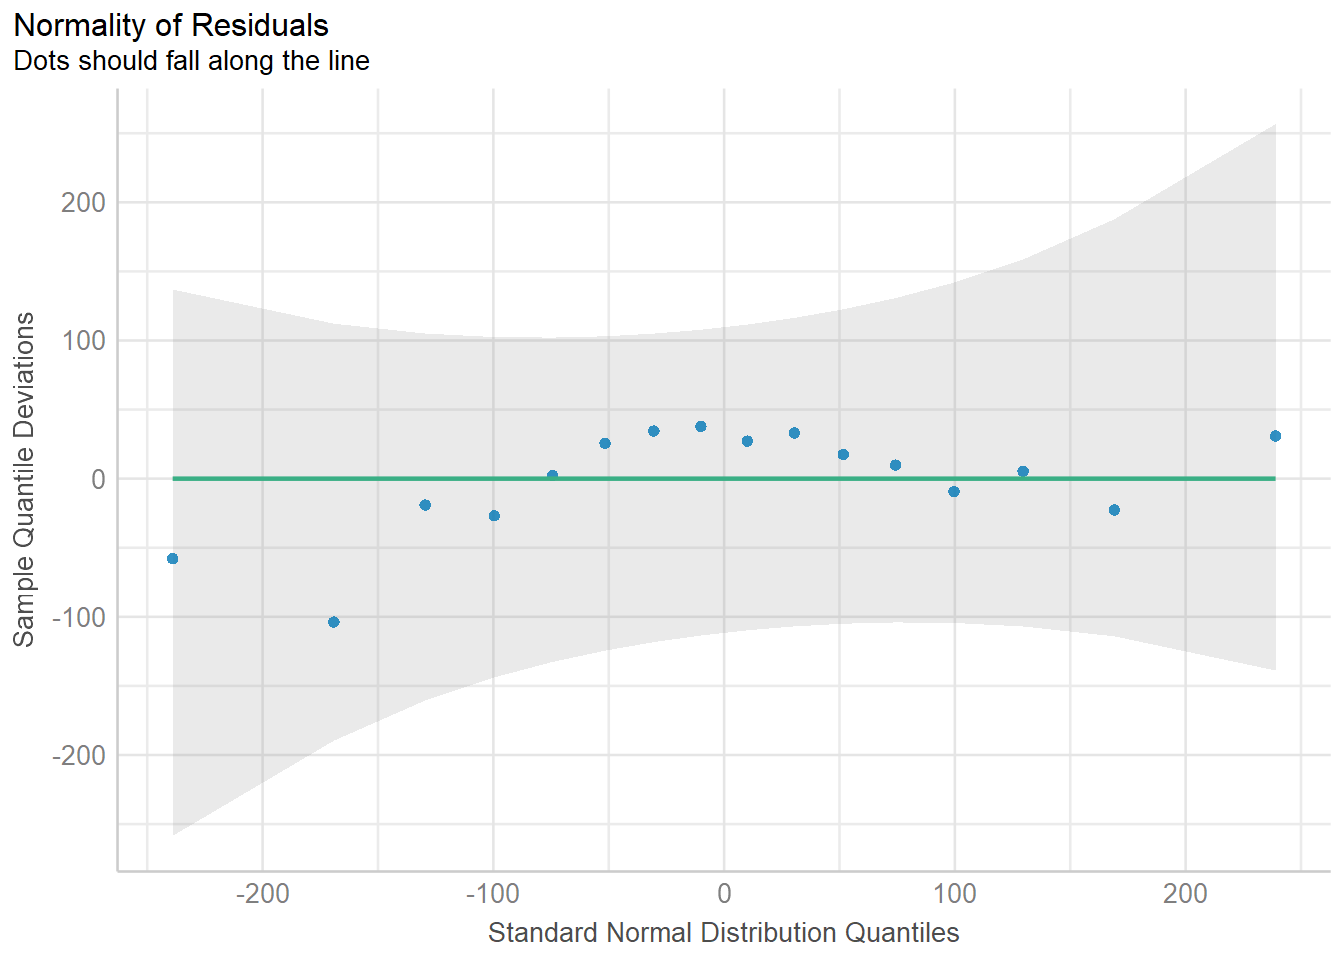 Normality of Residuals
Dots should fall along the line
Sample Quantile Deviations
200
100
0
-100
-200
-200 -100 0 100 200
Standard Normal Distribution Quantiles